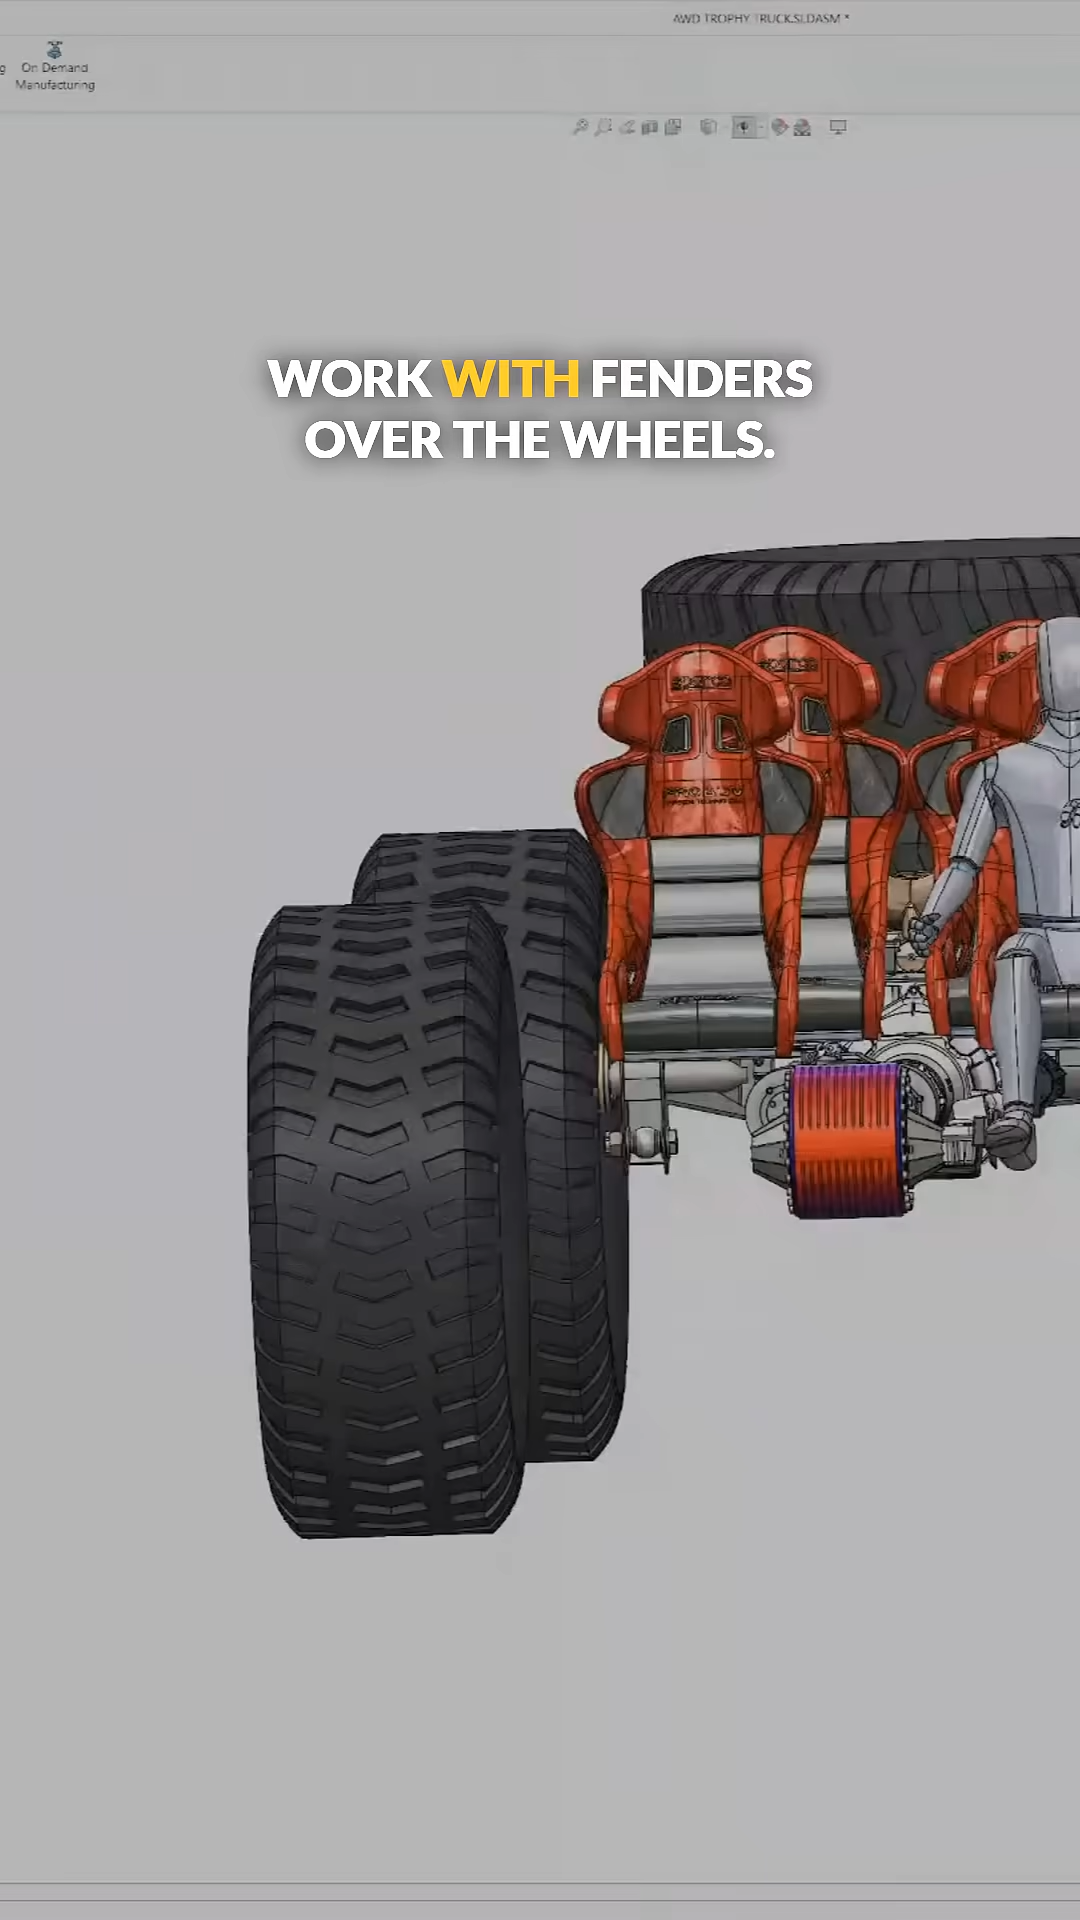 AWD TROPHY TRUCK.SLDASM *
g On Demand
Manufacturing
WORK WITH FENDERS
OVER THE WHEELS.